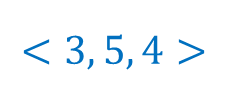 < 3, 5, 4 >